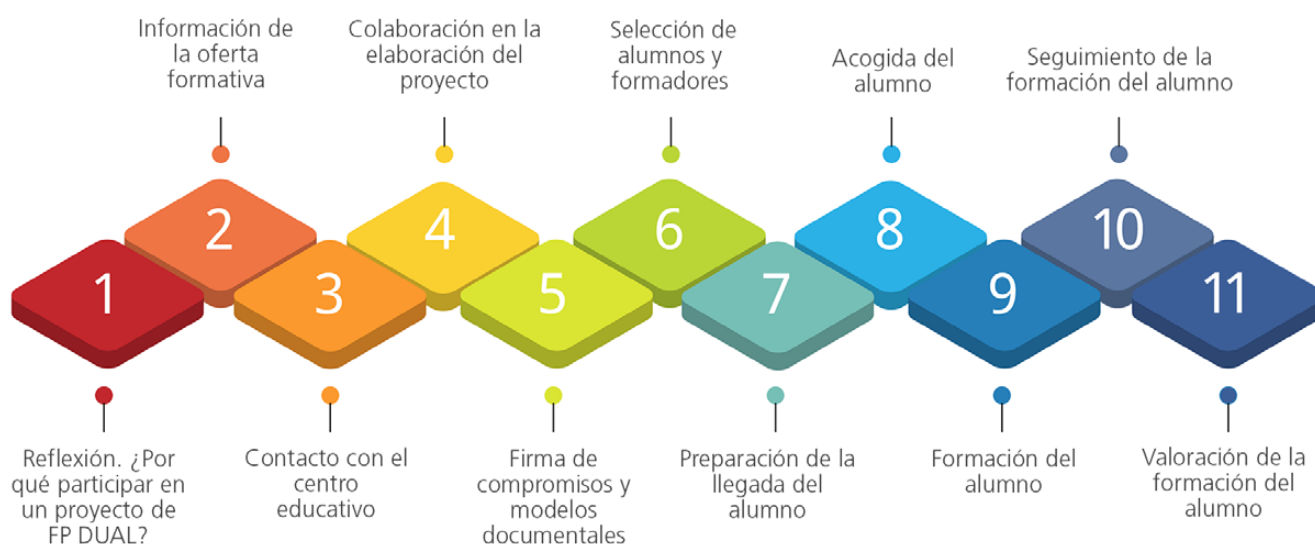 Información de
la oferta
formativa
Colaboración en la
elaboración del
proyecto
Selección de
alumnos y
formadores
Acogida del
alumno
Seguimiento de la
formación del alumno
1
2
3
4
5
6
7
8
9
10
11
Reflexión. ¿Por
qué participar en
un proyecto de
FP DUAL?
Contacto con el
centro
educativo
Firma de
compromisos y
modelos
documentales
Preparación de la
llegada del
alumno
Formación del
alumno
Valoración de la
formación del
alumno